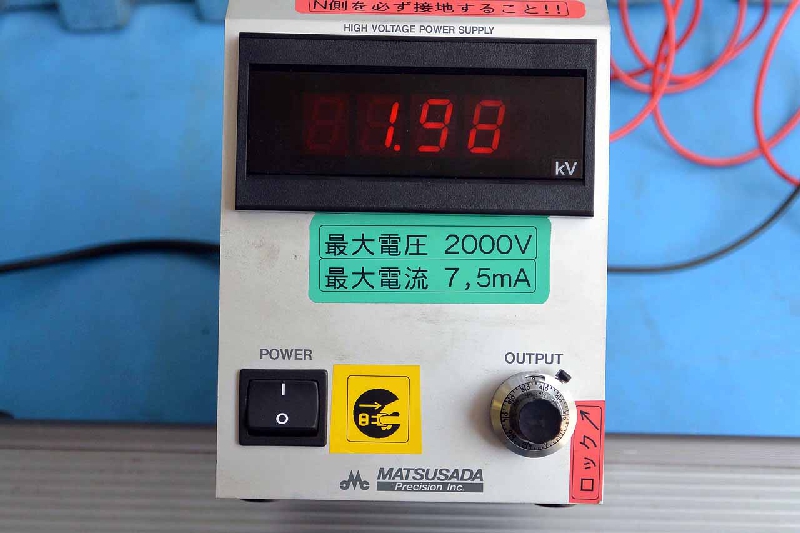 N側を必ず接地すること!!
HIGH VOLTAGE POWER SUPPLY
1.98
kV
最大電圧 2000V
最大電流 7,5mA
POWER
OUTPUT
I
O
ロック↗
MATSUSADA
Precision Inc.